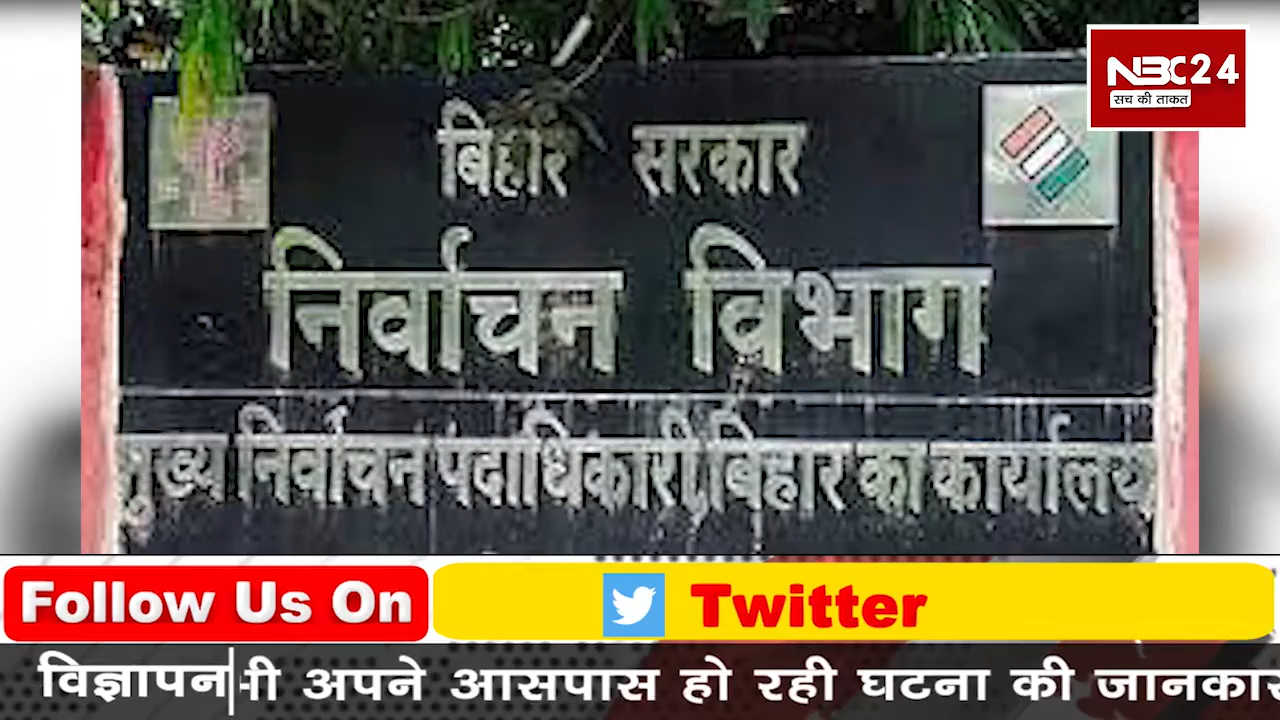 NBC24
सच की ताकत
बिहार सरकार
निर्वाचन विभाग
मुख्य निर्वाचन पदाधिकारी, बिहार का कार्यालय
Follow Us On
Twitter
विज्ञापन
अपने आसपास हो रही घटना की